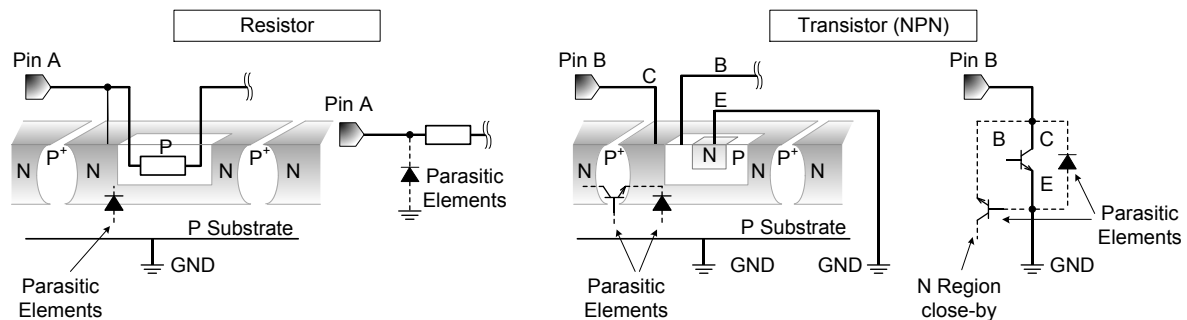 Resistor
Transistor (NPN)
Pin A
Pin B
Pin B
C
B
E
Pin A
N
P+
N
P
N
P+
N
Parasitic
Elements
P Substrate
GND
Parasitic
Elements
N
P+
N
N
P
N
P+
N
P Substrate
GND
GND
Parasitic
Elements
B
C
E
Parasitic
Elements
GND
N Region
close-by